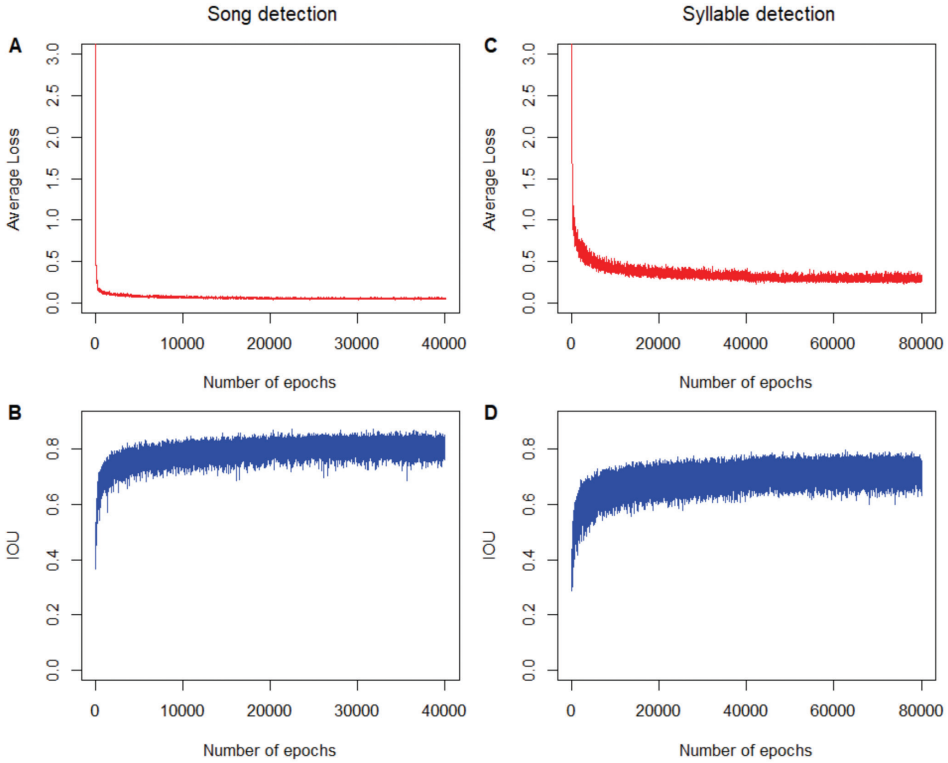 Song detection
Syllable detection
A
3.0
2.5
2.0
1.5
1.0
0.5
0.0
Average Loss
0 10000 20000 30000 40000
Number of epochs
C
3.0
2.5
2.0
1.5
1.0
0.5
0.0
Average Loss
0 20000 40000 60000 80000
Number of epochs
B
0.8
0.6
0.4
0.2
0.0
IOU
0 10000 20000 30000 40000
Number of epochs
D
0.8
0.6
0.4
0.2
0.0
IOU
0 20000 40000 60000 80000
Number of epochs